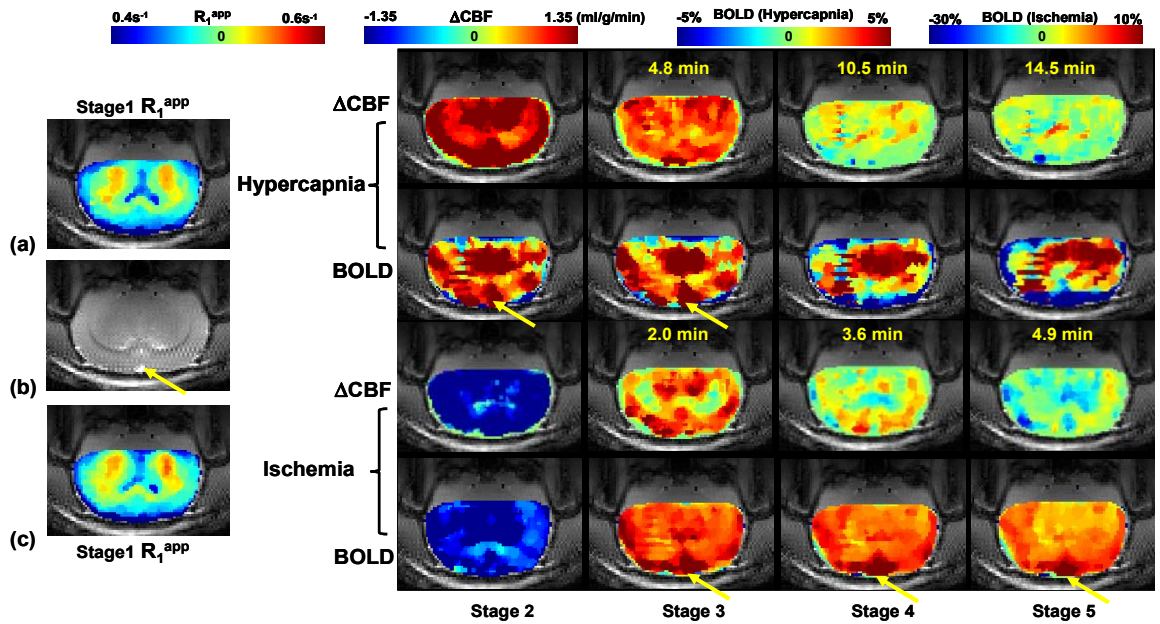 0.4s⁻¹ R₁ᵃᵖᵖ 0.6s⁻¹
0
-1.35 ΔCBF 1.35 (ml/g/min)
0
-5% BOLD (Hypercapnia) 5%
0
-30% BOLD (Ischemia) 10%
0
Stage1 R₁ᵃᵖᵖ
(a)
(b)
(c)
Stage1 R₁ᵃᵖᵖ
ΔCBF
4.8 min 10.5 min 14.5 min
Hypercapnia
BOLD
ΔCBF
2.0 min 3.6 min 4.9 min
Ischemia
BOLD
Stage 2 Stage 3 Stage 4 Stage 5